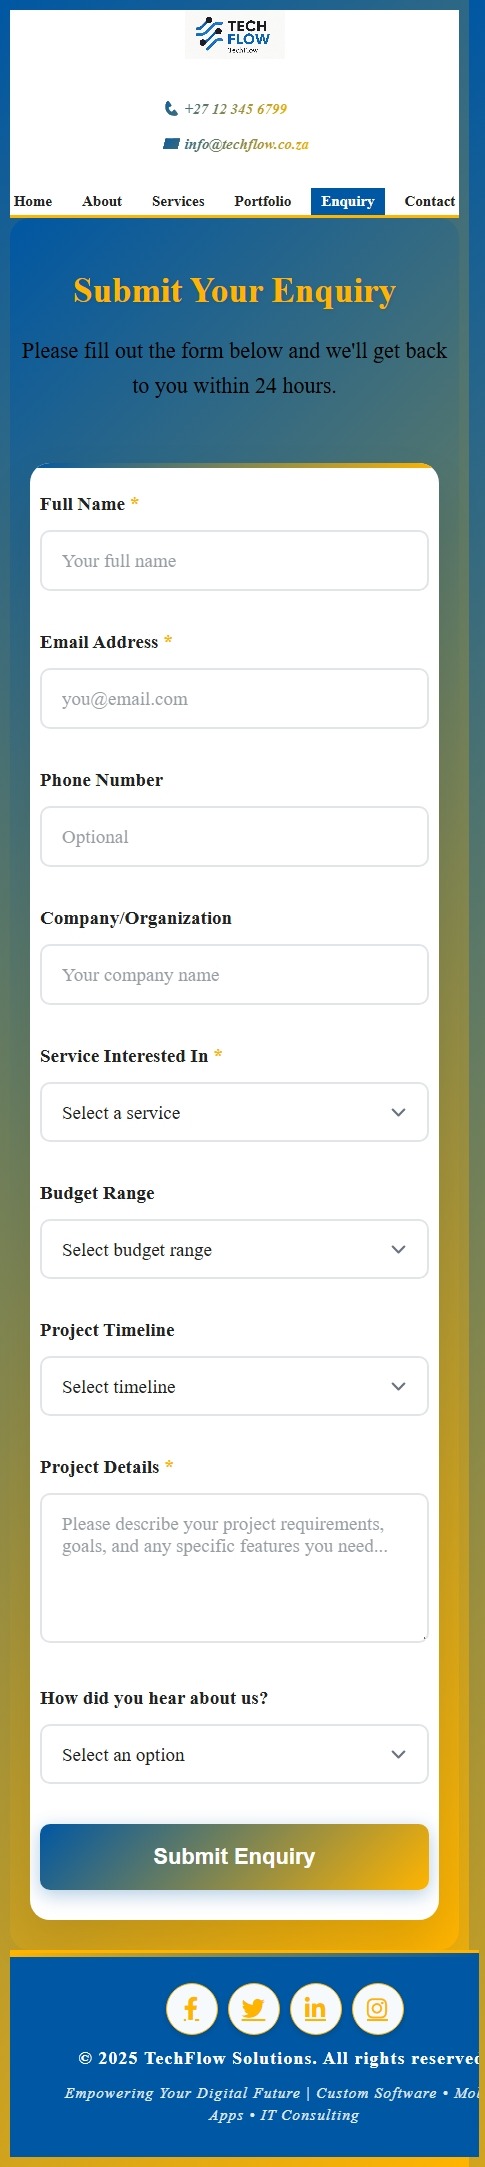 TECH
FLOW
TechFlow
+27 12 345 6799
info@techflow.co.za
Home About Services Portfolio Enquiry Contact
Submit Your Enquiry
Please fill out the form below and we'll get back
to you within 24 hours.
Full Name *
Your full name
Email Address *
you@email.com
Phone Number
Optional
Company/Organization
Your company name
Service Interested In *
Select a service
Budget Range
Select budget range
Project Timeline
Select timeline
Project Details *
Please describe your project requirements,
goals, and any specific features you need...
How did you hear about us?
Select an option
Submit Enquiry
© 2025 TechFlow Solutions. All rights reserved
Empowering Your Digital Future | Custom Software •
Apps • IT Consulting